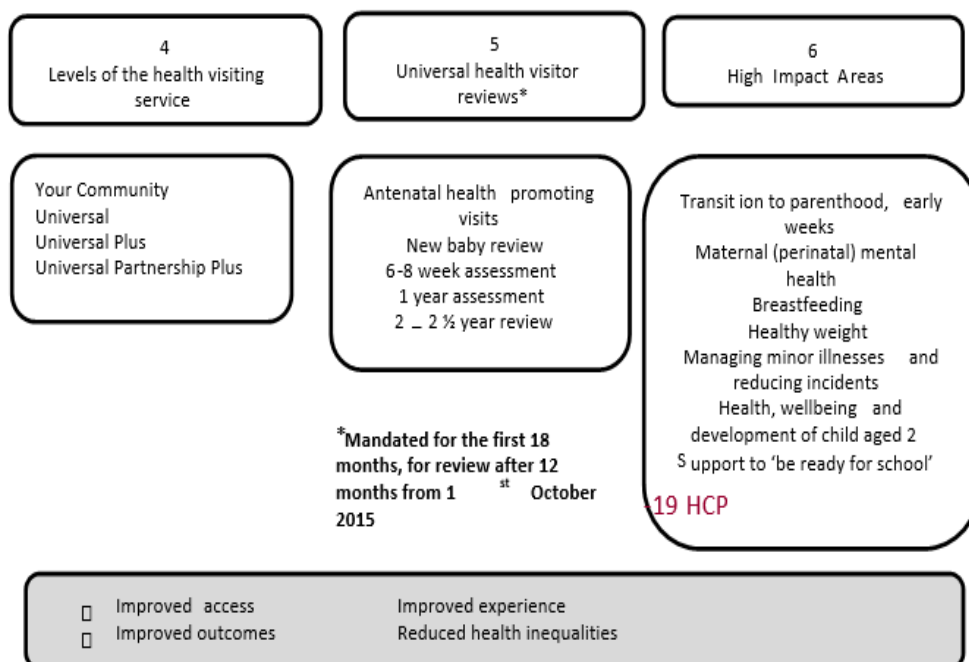 4
Levels of the health visiting
service
5
Universal health visitor
reviews*
6
High Impact Areas
Your Community
Universal
Universal Plus
Universal Partnership Plus
Antenatal health promoting
visits
New baby review
6-8 week assessment
1 year assessment
2 – 2 ½ year review
Transit ion to parenthood, early
weeks
Maternal (perinatal) mental
health
Breastfeeding
Healthy weight
Managing minor illnesses and
reducing incidents
Health, wellbeing and
development of child aged 2
S upport to ‘be ready for school’
-19 HCP
*Mandated for the first 18
months, for review after 12
months from 1 st October
2015
Improved access Improved experience
Improved outcomes Reduced health inequalities